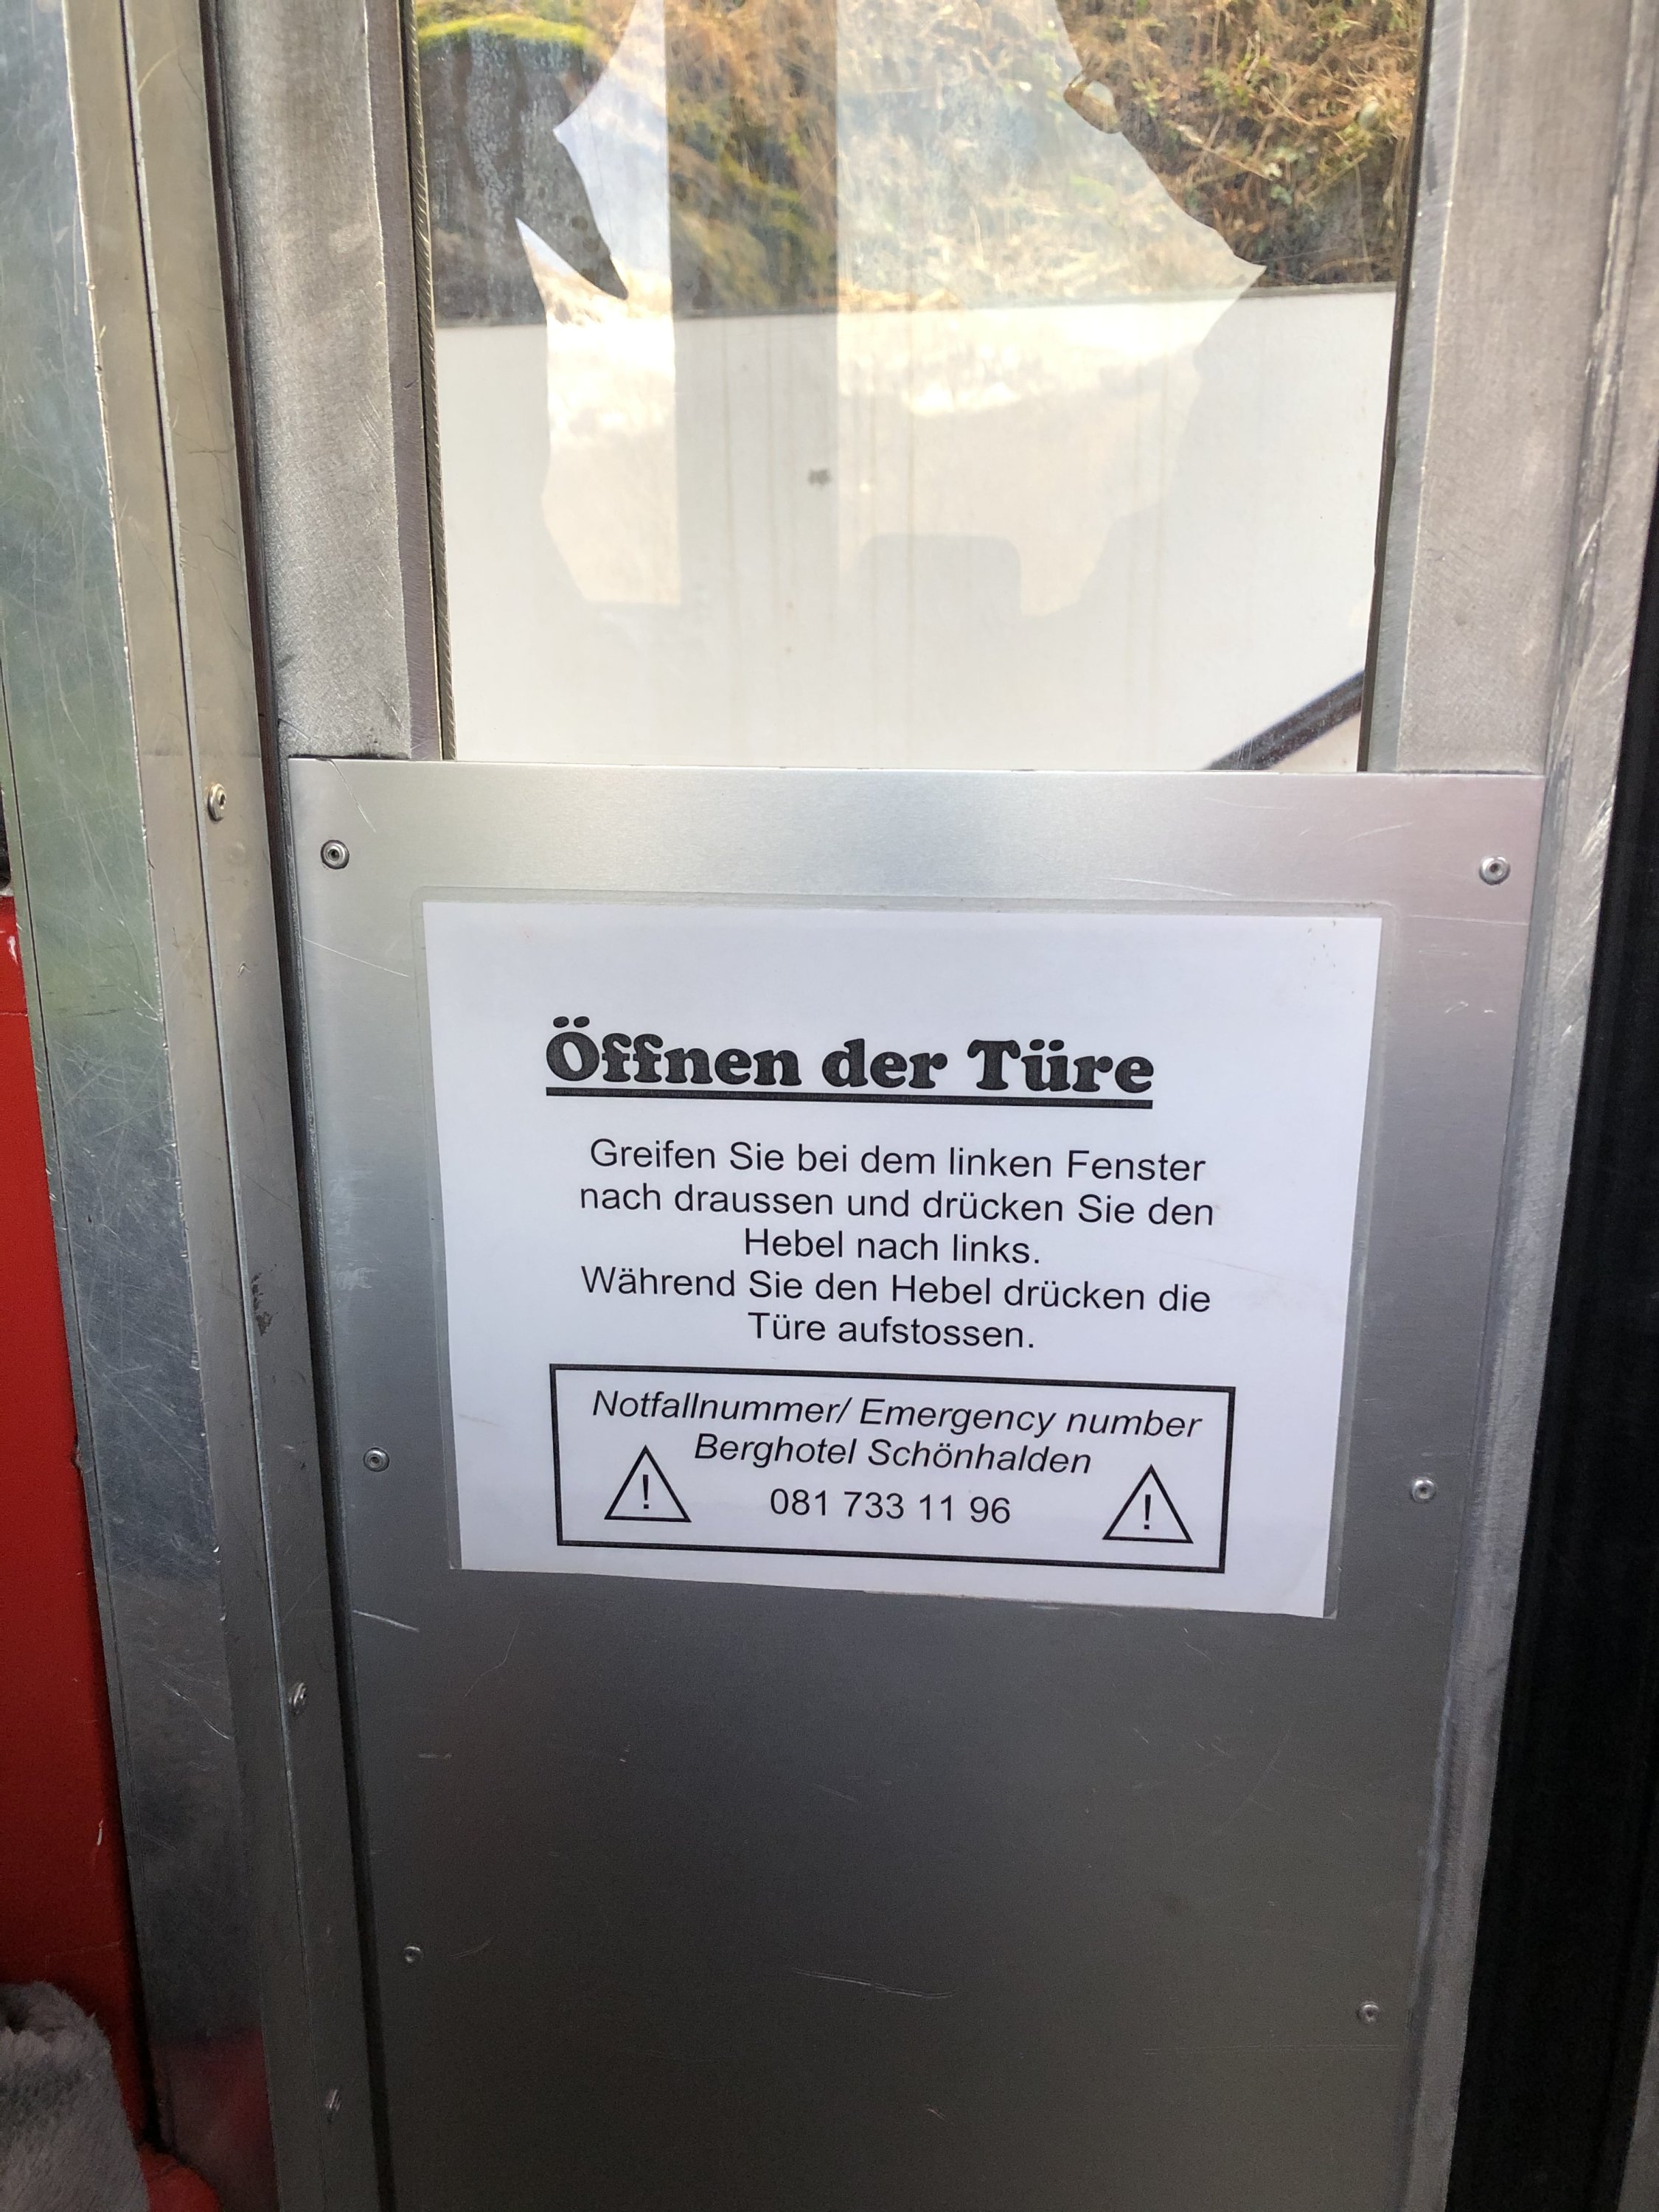 Öffnen der Türe
Greifen Sie bei dem linken Fenster
nach draussen und drücken Sie den
Hebel nach links.
Während Sie den Hebel drücken die
Türe aufstossen.
Notfallnummer/ Emergency number
Berghotel Schönhalden
! 081 733 11 96 !